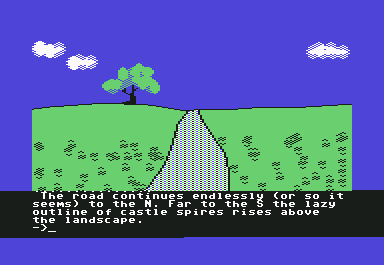 The road continues endlessly (or so it
seems) to the N. Far to the S the lazy
outline of castle spires rises above
the landscape.
->_